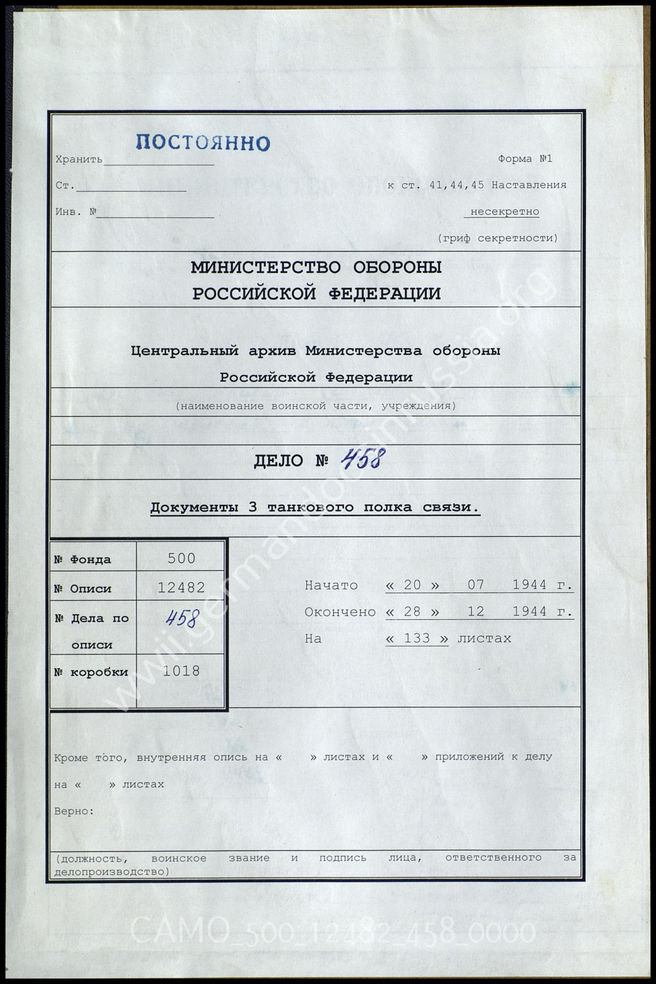 ПОСТОЯННО
Хранить
Форма №1
Ст.
к ст. 41,44,45 Наставления
Инв. №
несекретно
(гриф секретности)
МИНИСТЕРСТВО ОБОРОНЫ
РОССИЙСКОЙ ФЕДЕРАЦИИ
Центральный архив Министерства обороны
Российской Федерации
(наименование воинской части, учреждения)
ДЕЛО № 458
Документы 3 танкового полка связи.
№ Фонда 500
№ Описи 12482
№ Дела по описи 458
№ коробки 1018
Начато « 20 » 07 1944 г.
Окончено « 28 » 12 1944 г.
На « 133 » листах
Кроме того, внутренняя опись на « » листах и « » приложений к делу
на « » листах
Верно:
(должность, воинское звание и подпись лица, ответственного за
делопроизводство)
www.germandocsinrussia.org
CAMO_500_12482_458_0000